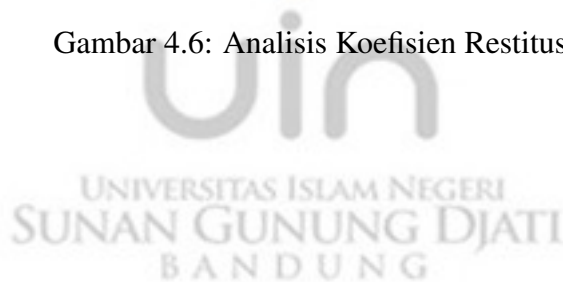 Gambar 4.6: Analisis Koefisien Restitus
uin
UNIVERSITAS ISLAM NEGERI
SUNAN GUNUNG DJATI
BANDUNG